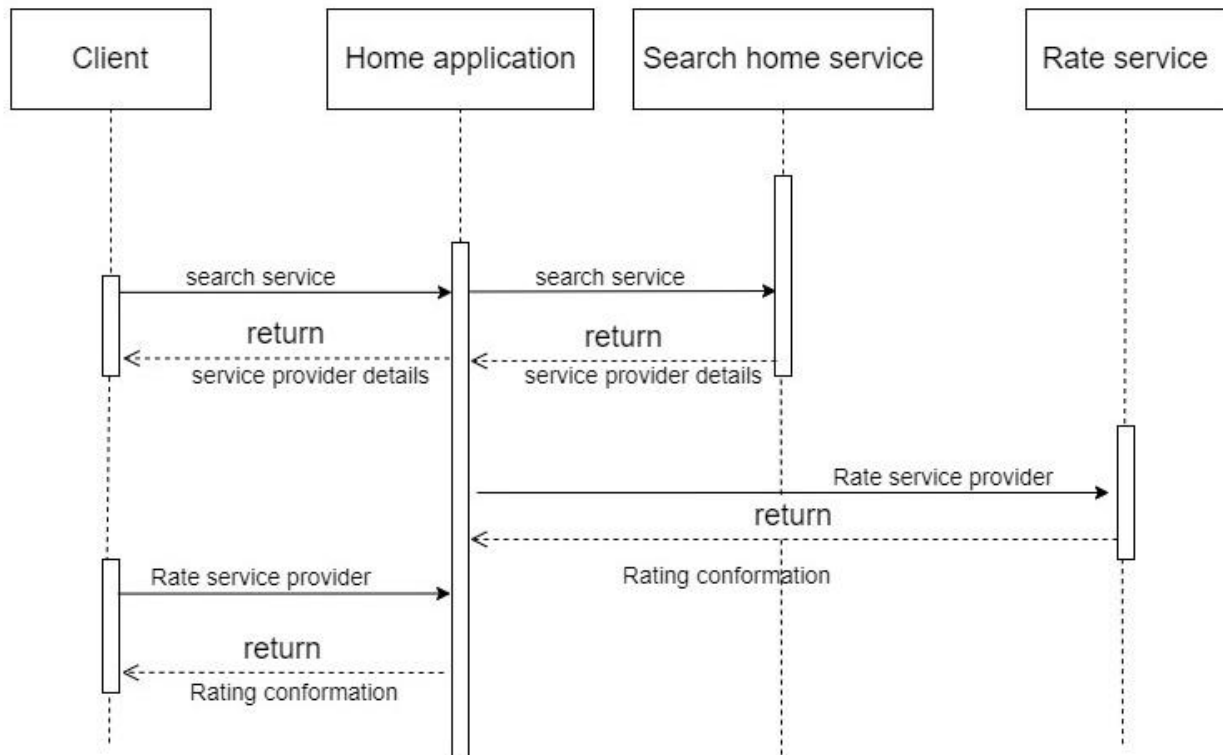 Client
Home application
Search home service
Rate service
search service
search service
return
return
service provider details
service provider details
Rate service provider
return
Rate service provider
Rating conformation
return
Rating conformation